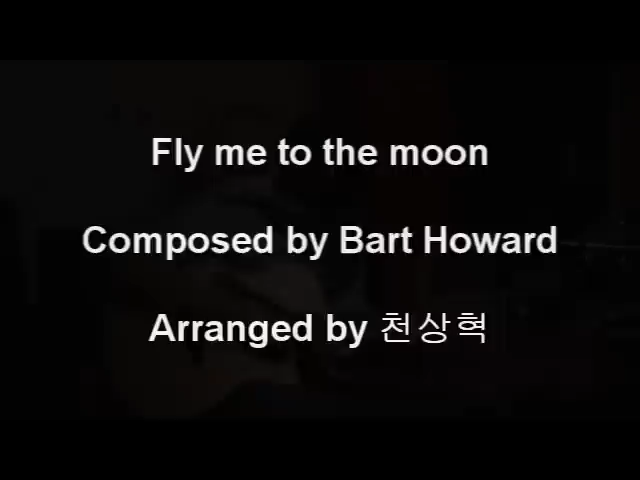 Fly me to the moon
Composed by Bart Howard
Arranged by 천상혁